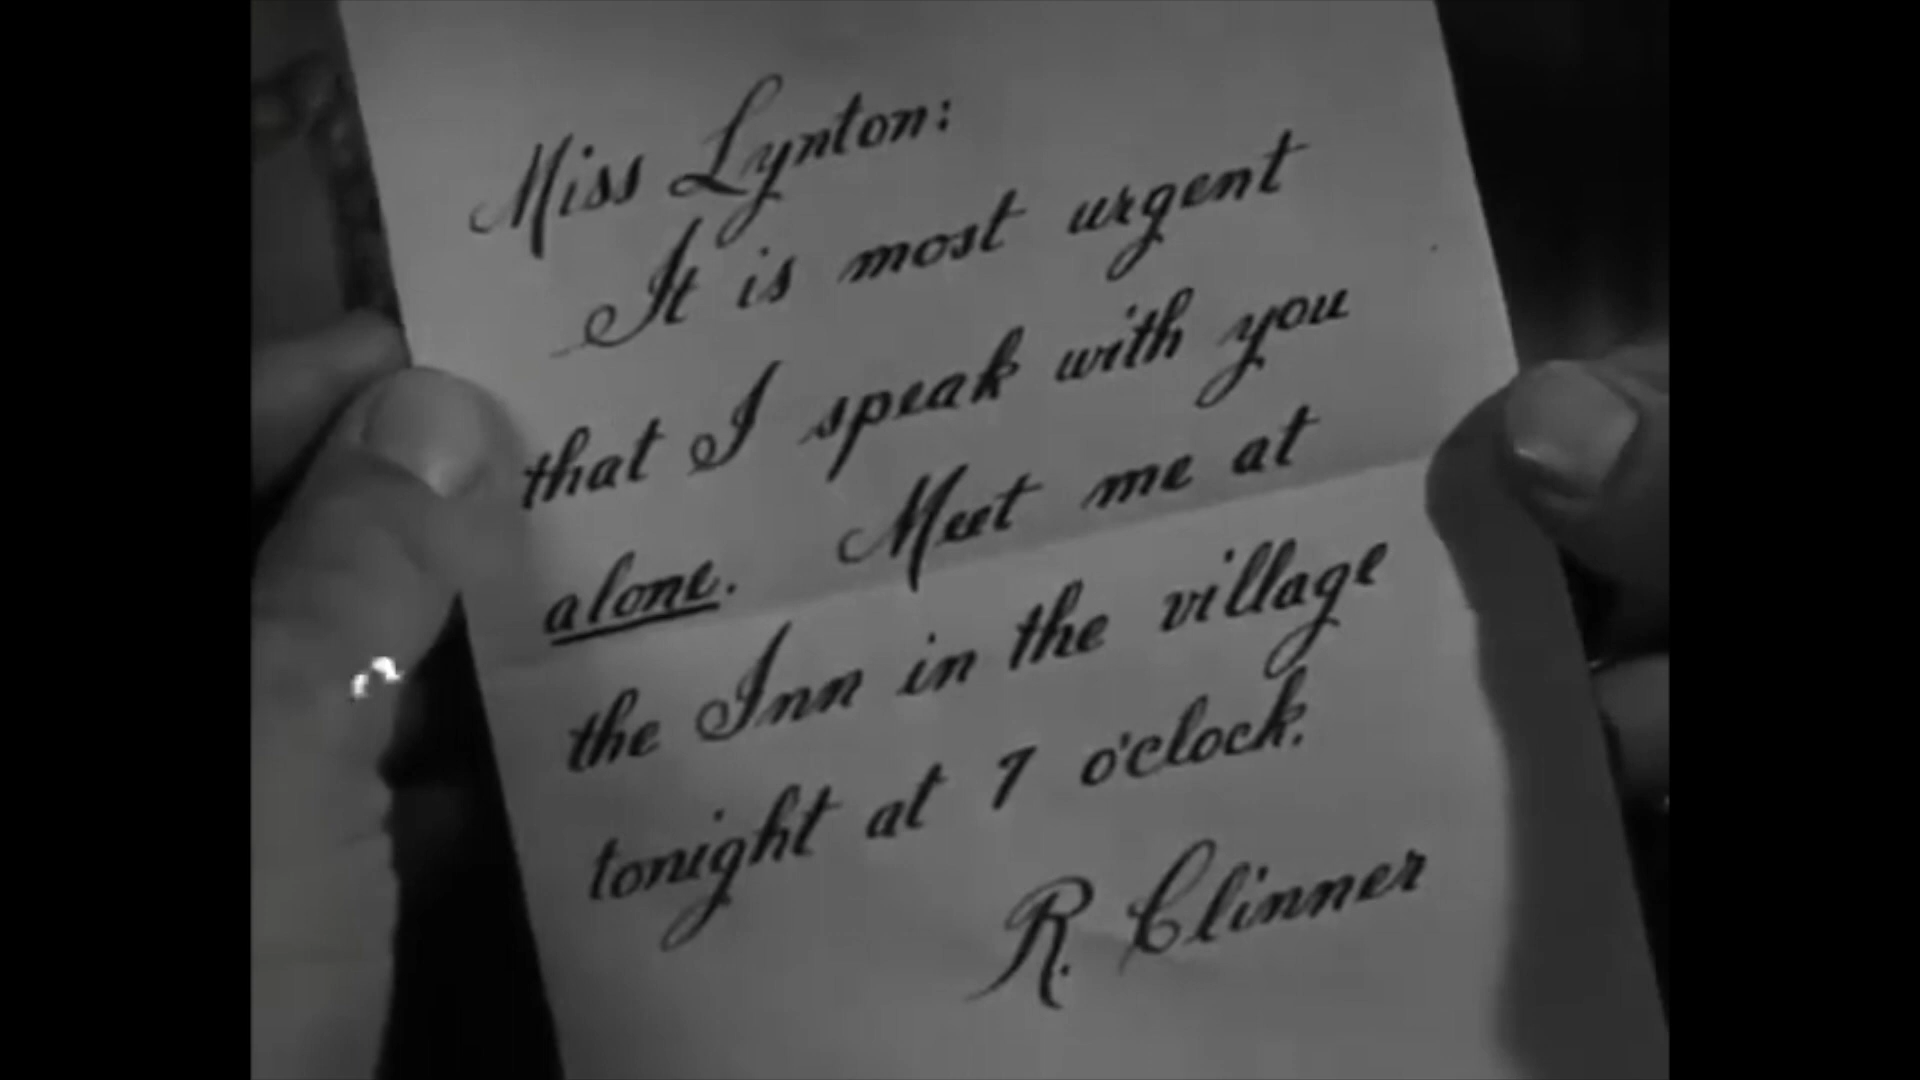 Miss Lynton:
It is most urgent
that I speak with you
alone. Meet me at
the Inn in the village
tonight at 7 o'clock.
R. Clinner